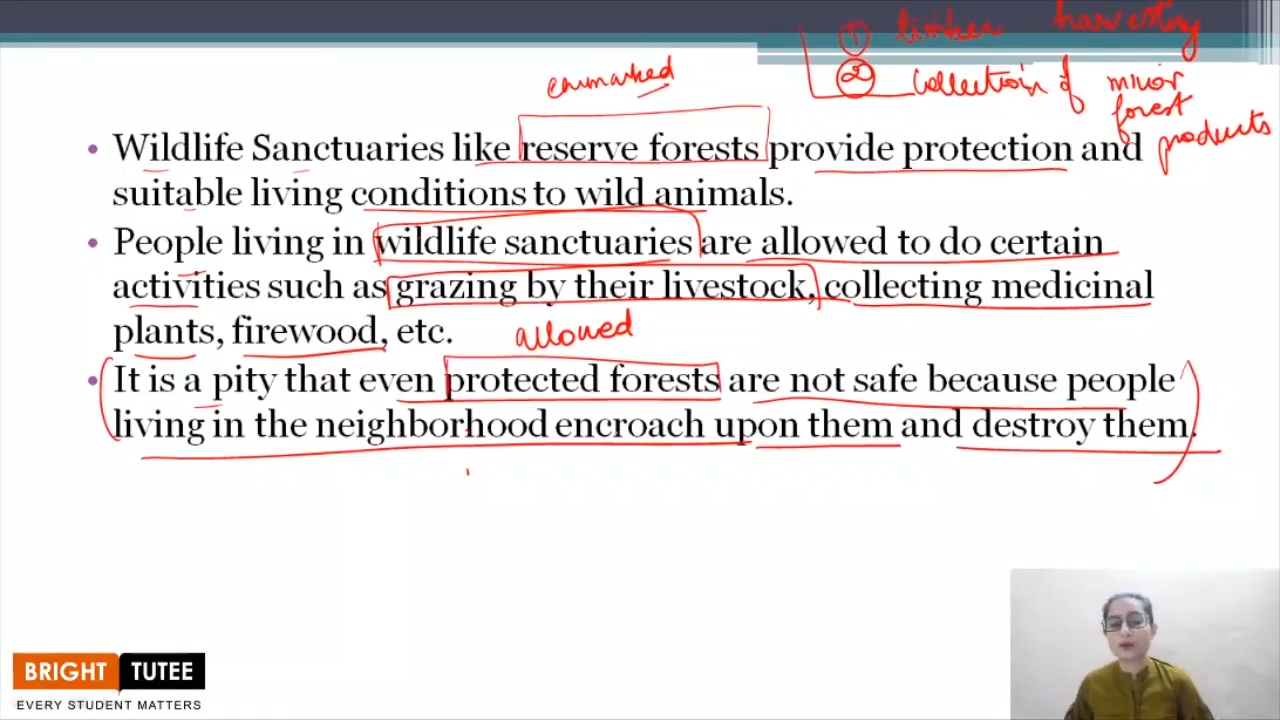 ① timber harvestry
② Collection of minor
forest
products
earmarked
• Wildlife Sanctuaries like reserve forests provide protection and
suitable living conditions to wild animals.
• People living in wildlife sanctuaries are allowed to do certain
activities such as grazing by their livestock, collecting medicinal
plants, firewood, etc.
allowed
• It is a pity that even protected forests are not safe because people
living in the neighborhood encroach upon them and destroy them.
BRIGHT TUTEE
EVERY STUDENT MATTERS